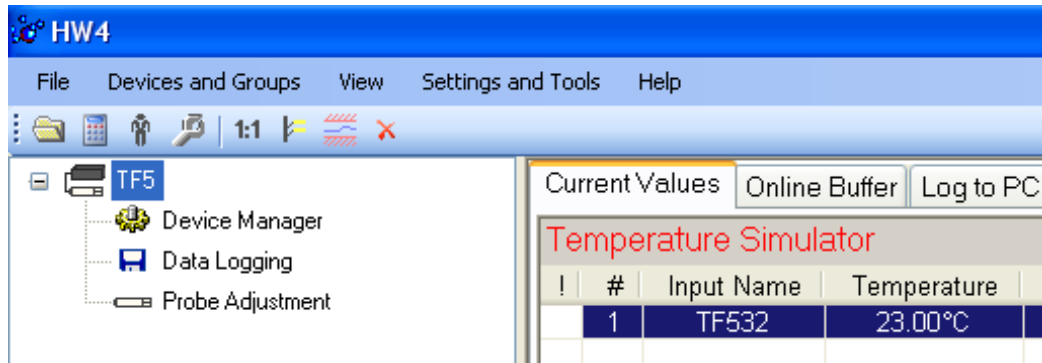 HW4
File Devices and Groups View Settings and Tools Help
1:1
TF5
Device Manager
Data Logging
Probe Adjustment
Current Values Online Buffer Log to PC
Temperature Simulator
! # Input Name Temperature
1 TF532 23.00°C